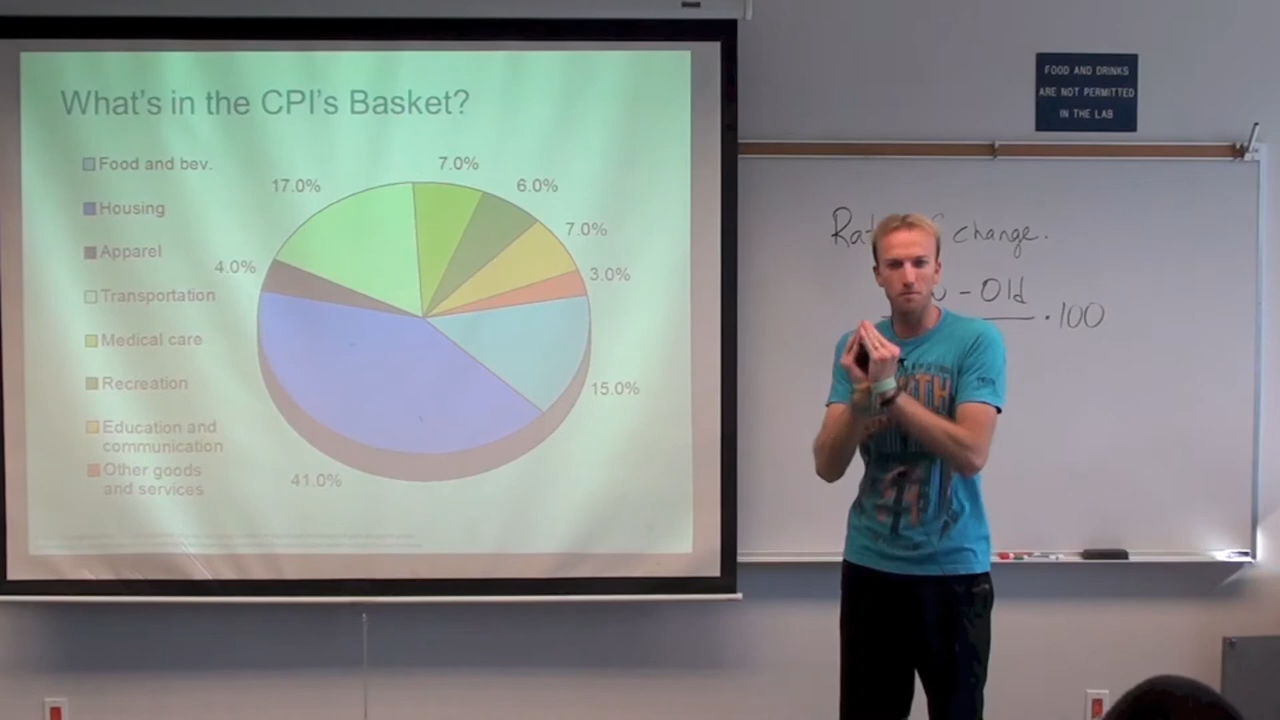 What's in the CPI's Basket?
Food and bev.
Housing
Apparel
Transportation
Medical care
Recreation
Education and
communication
Other goods
and services
7.0%
17.0%
6.0%
7.0%
4.0%
3.0%
15.0%
41.0%
FOOD AND DRINKS
ARE NOT PERMITTED
IN THE LAB
change.
- Old
· 100